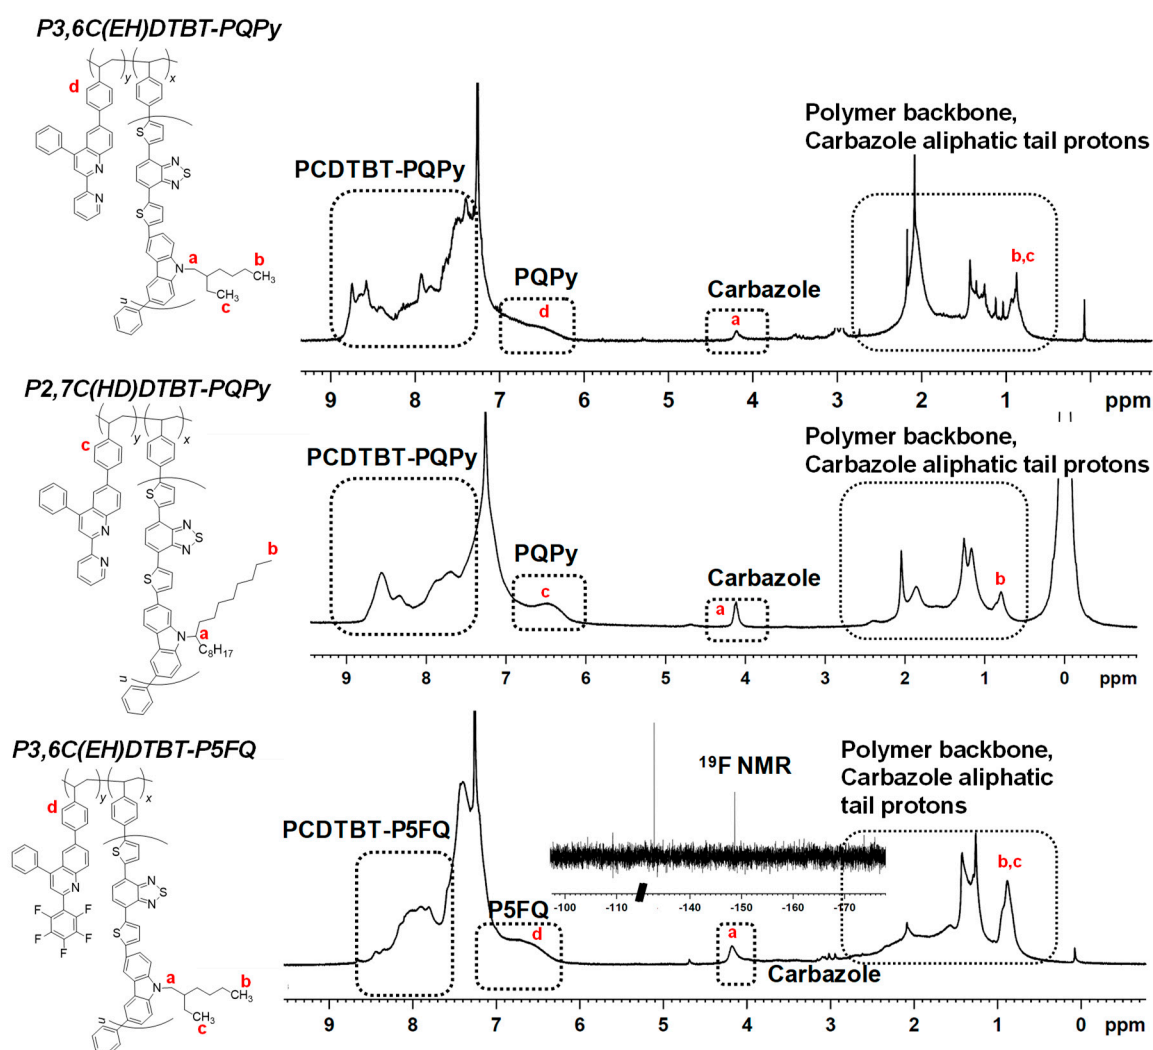 P3,6C(EH)DTBT-PQPy
d
y
x
S
N
S
N
N
N
S
N
a
b
CH3
CH3
c
n
PCDTBT-PQPy
PQPy
d
Carbazole
a
Polymer backbone,
Carbazole aliphatic tail protons
b,c
9 8 7 6 5 4 3 2 1 ppm
P2,7C(HD)DTBT-PQPy
c
y
x
S
N
S
N
N
N
S
b
N
a
C8H17
n
PCDTBT-PQPy
PQPy
c
Carbazole
a
Polymer backbone,
Carbazole aliphatic tail protons
b
9 8 7 6 5 4 3 2 1 0 ppm
P3,6C(EH)DTBT-P5FQ
d
y
x
S
N
S
N
N
F
F
F
F
F
S
N
a
b
CH3
CH3
c
n
PCDTBT-P5FQ
P5FQ
d
19F NMR
-100 -110 -140 -150 -160 -170
a
Carbazole
Polymer backbone,
Carbazole aliphatic
tail protons
b,c
9 8 7 6 5 4 3 2 1 0 ppm